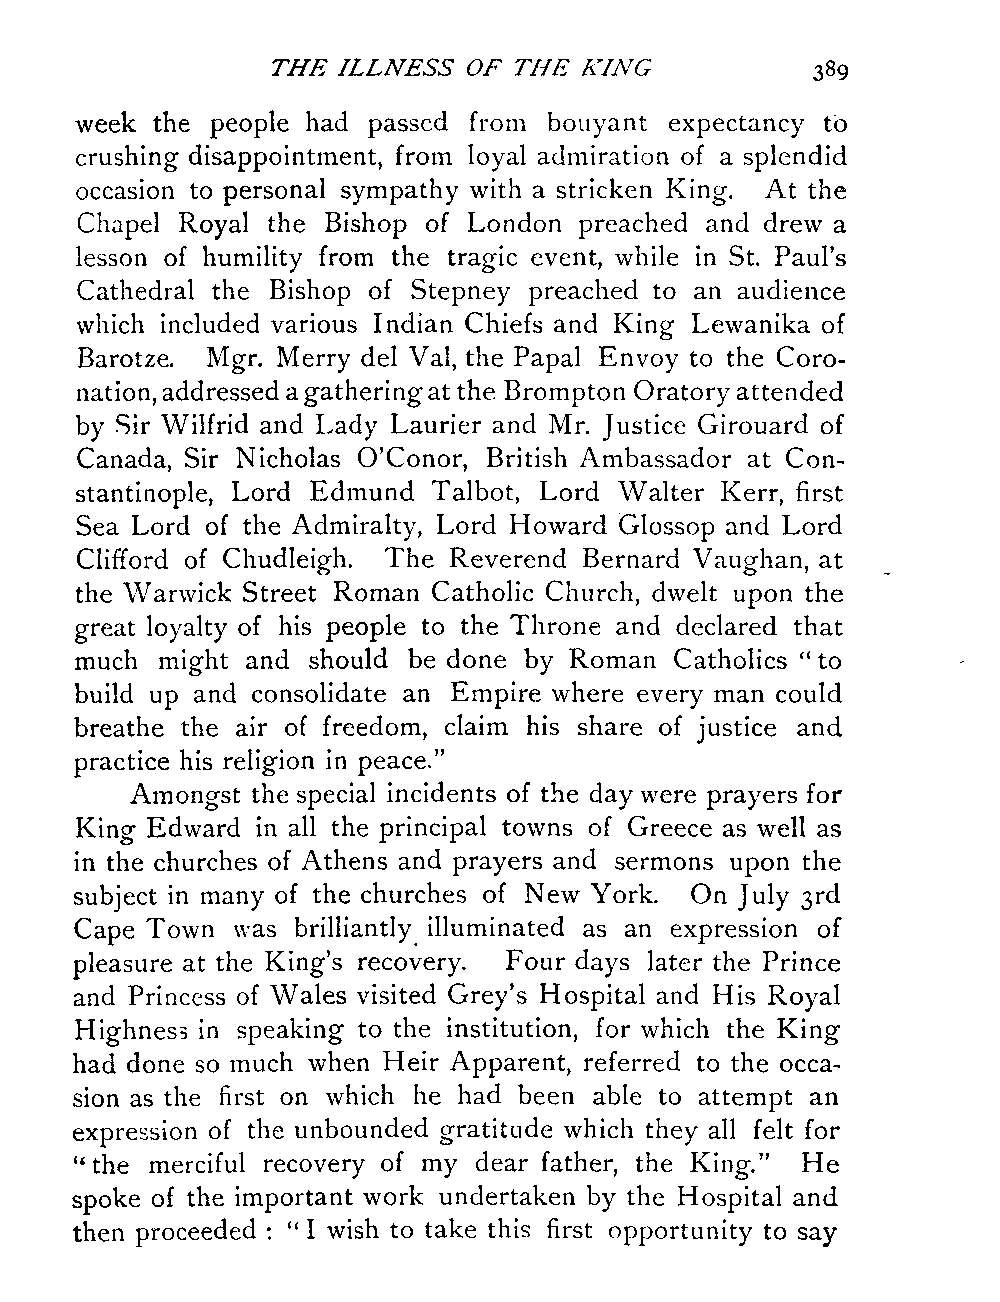 THE ILLNESS OF THE KING 389
week the people had passed from bouyant expectancy to
crushing disappointment, from loyal admiration of a splendid
occasion to personal sympathy with a stricken King. At the
Chapel Royal the Bishop of London preached and drew a
lesson of humility from the tragic event, while in St. Paul's
Cathedral the Bishop of Stepney preached to an audience
which included various Indian Chiefs and King Lewanika of
Barotze. Mgr. Merry del Val, the Papal Envoy to the Coro-
nation, addressed a gathering at the Brompton Oratory attended
by Sir Wilfrid and Lady Laurier and Mr. Justice Girouard of
Canada, Sir Nicholas O'Conor, British Ambassador at Con-
stantinople, Lord Edmund Talbot, Lord Walter Kerr, first
Sea Lord of the Admiralty, Lord Howard Glossop and Lord
Clifford of Chudleigh. The Reverend Bernard Vaughan, at
the Warwick Street Roman Catholic Church, dwelt upon the
great loyalty of his people to the Throne and declared that
much might and should be done by Roman Catholics "to
build up and consolidate an Empire where every man could
breathe the air of freedom, claim his share of justice and
practice his religion in peace."
Amongst the special incidents of the day were prayers for
King Edward in all the principal towns of Greece as well as
in the churches of Athens and prayers and sermons upon the
subject in many of the churches of New York. On July 3rd
Cape Town was brilliantly illuminated as an expression of
pleasure at the King's recovery. Four days later the Prince
and Princess of Wales visited Grey's Hospital and His Royal
Highness in speaking to the institution, for which the King
had done so much when Heir Apparent, referred to the occa-
sion as the first on which he had been able to attempt an
expression of the unbounded gratitude which they all felt for
"the merciful recovery of my dear father, the King." He
spoke of the important work undertaken by the Hospital and
then proceeded : "I wish to take this first opportunity to say